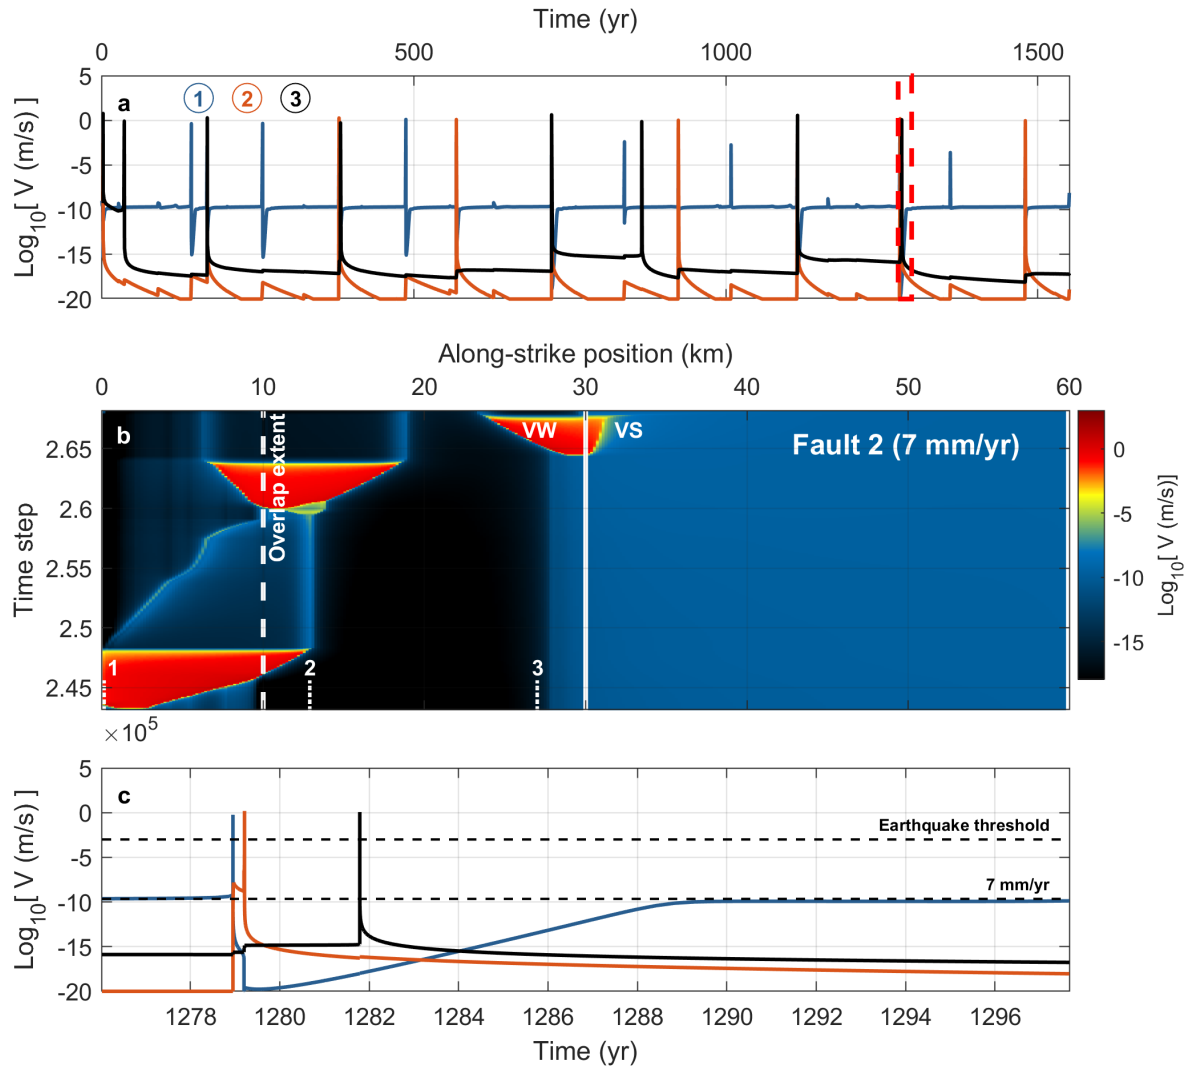 Time (yr)
0 500 1000 1500
5
0
-5
-10
-15
-20
Log10[ V (m/s) ]
a
1 2 3
Along-strike position (km)
0 10 20 30 40 50 60
b
2.65
2.6
2.55
2.5
2.45
Time step
×10^5
Overlap extent
VW
VS
Fault 2 (7 mm/yr)
1
2
3
0
-5
-10
-15
Log10[ V (m/s)]
5
0
-5
-10
-15
-20
Log10[ V (m/s) ]
c
Earthquake threshold
7 mm/yr
1278 1280 1282 1284 1286 1288 1290 1292 1294 1296
Time (yr)